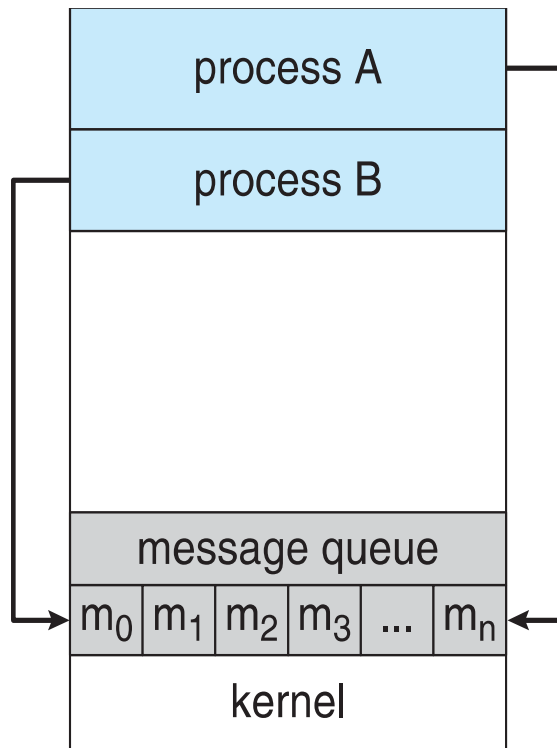 process A
process B
message queue
m₀ m₁ m₂ m₃ ... mₙ
kernel